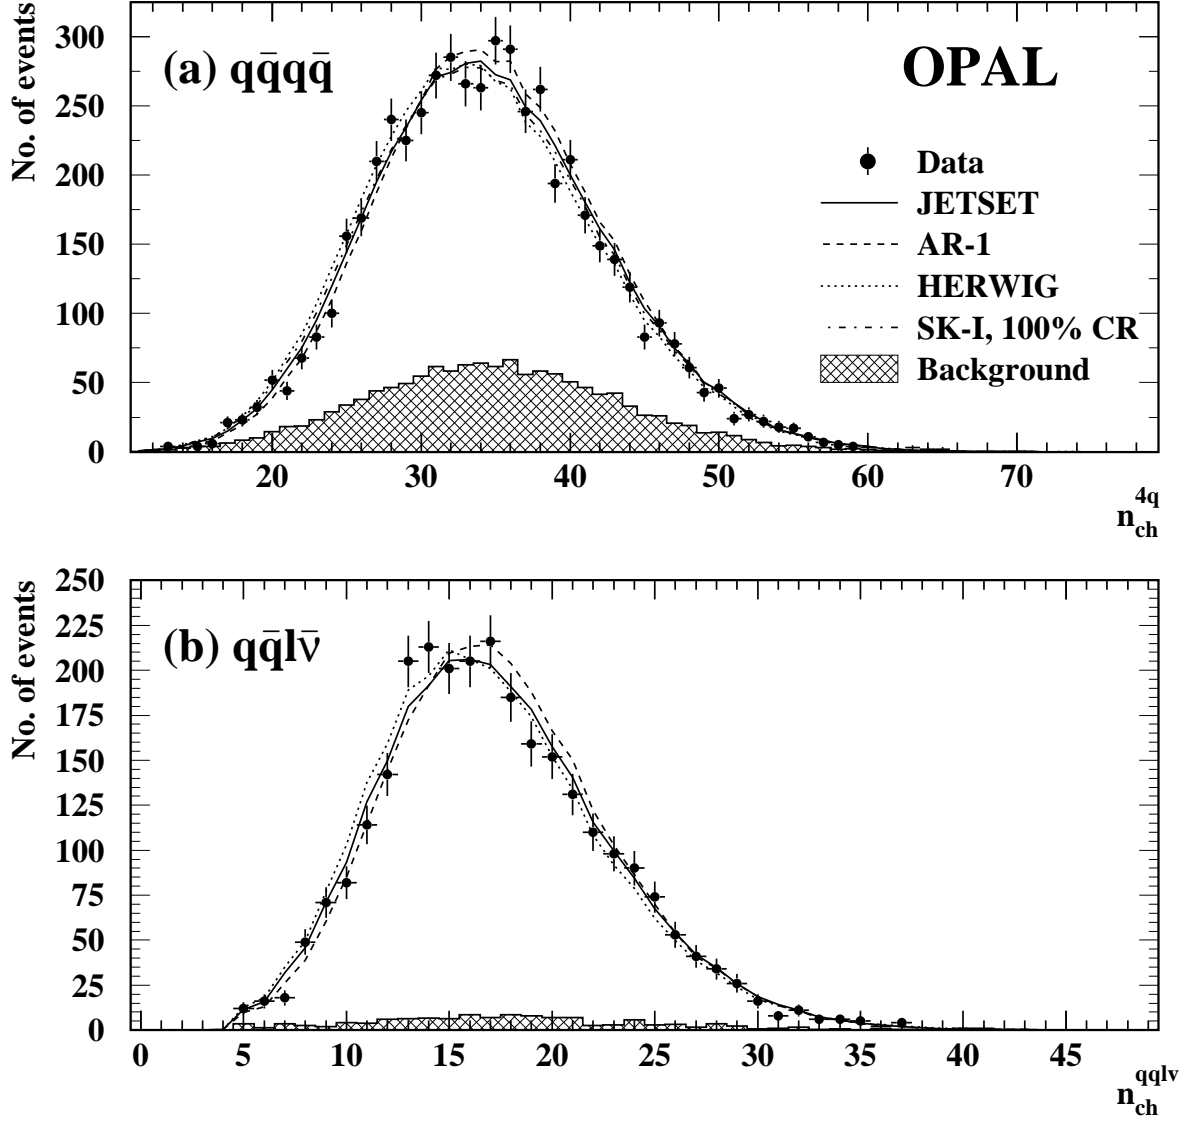 No. of events
300
250
200
150
100
50
0
(a) qq̄qq̄
OPAL
Data
JETSET
AR-1
HERWIG
SK-I, 100% CR
Background
20 30 40 50 60 70
n_ch^4q
No. of events
250
225
200
175
150
125
100
75
50
25
0
(b) qq̄lν̄
0 5 10 15 20 25 30 35 40 45
n_ch^qqlν